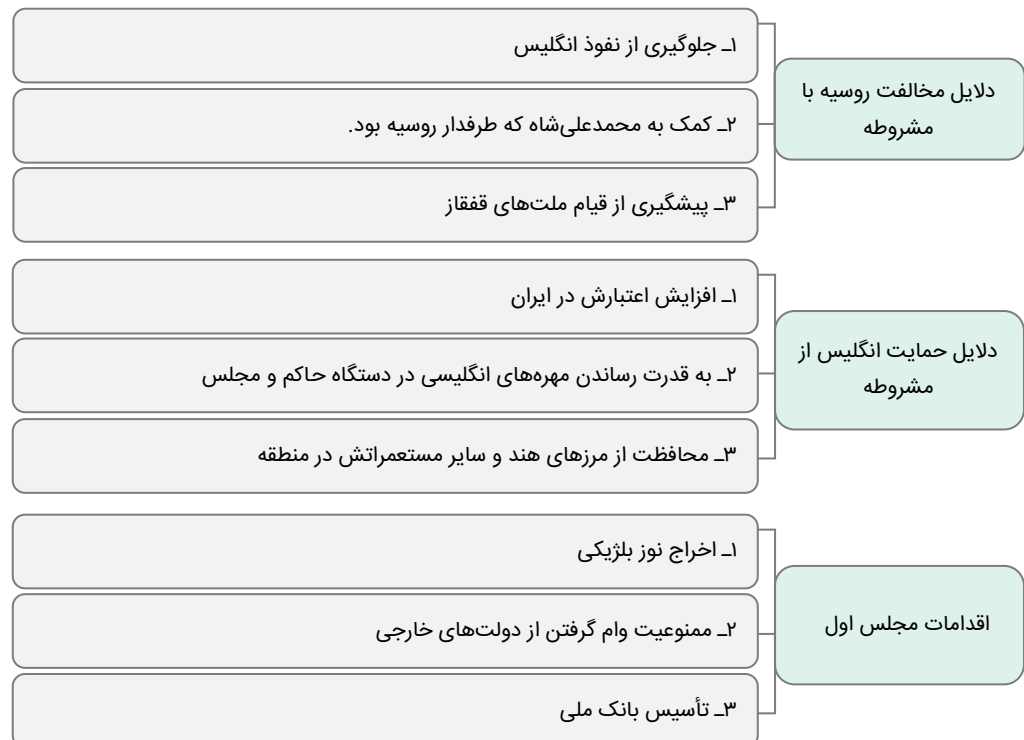 دلایل مخالفت روسیه با
مشروطه
۱ـ جلوگیری از نفوذ انگلیس
۲ـ کمک به محمدعلی‌شاه که طرفدار روسیه بود.
۳ـ پیشگیری از قیام ملت‌های قفقاز
دلایل حمایت انگلیس از
مشروطه
۱ـ افزایش اعتبارش در ایران
۲ـ به قدرت رساندن مهره‌های انگلیسی در دستگاه حاکم و مجلس
۳ـ محافظت از مرزهای هند و سایر مستعمراتش در منطقه
اقدامات مجلس اول
۱ـ اخراج نوز بلژیکی
۲ـ ممنوعیت وام گرفتن از دولت‌های خارجی
۳ـ تأسیس بانک ملی